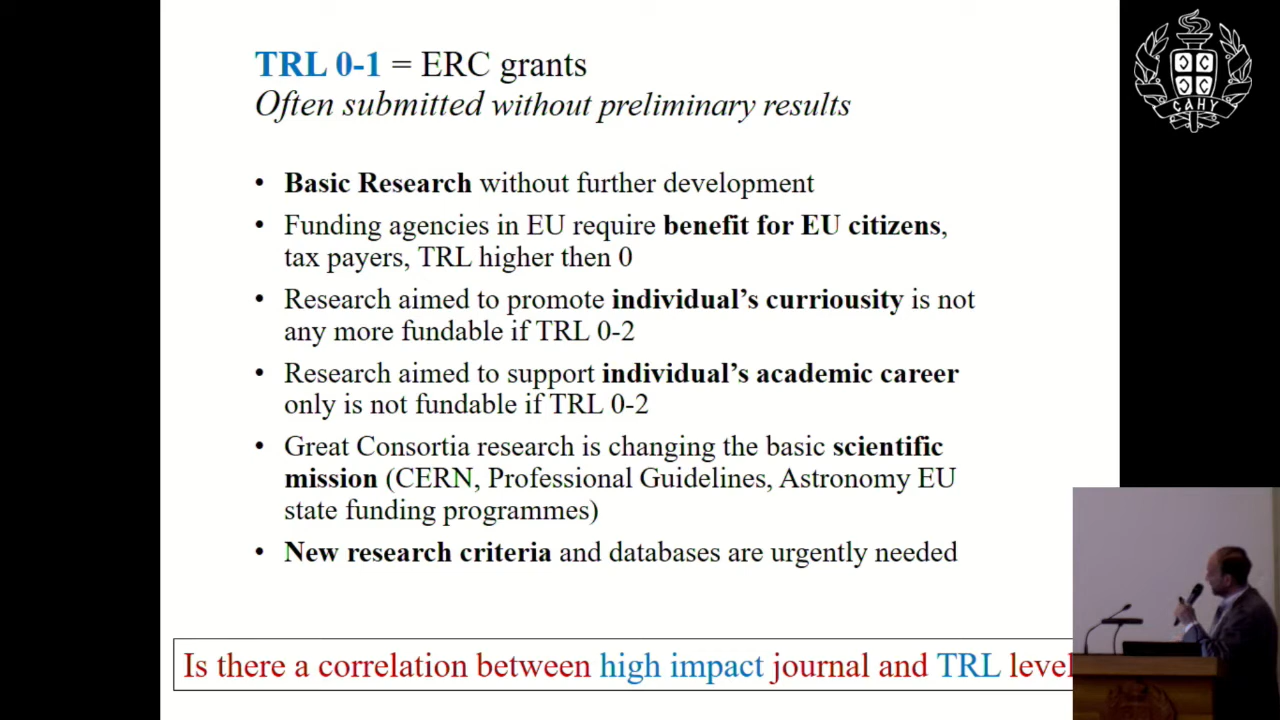 TRL 0-1 = ERC grants
Often submitted without preliminary results
• Basic Research without further development
• Funding agencies in EU require benefit for EU citizens,
tax payers, TRL higher then 0
• Research aimed to promote individual's curriousity is not
any more fundable if TRL 0-2
• Research aimed to support individual's academic career
only is not fundable if TRL 0-2
• Great Consortia research is changing the basic scientific
mission (CERN, Professional Guidelines, Astronomy EU
state funding programmes)
• New research criteria and databases are urgently needed
Is there a correlation between high impact journal and TRL level
САНУ